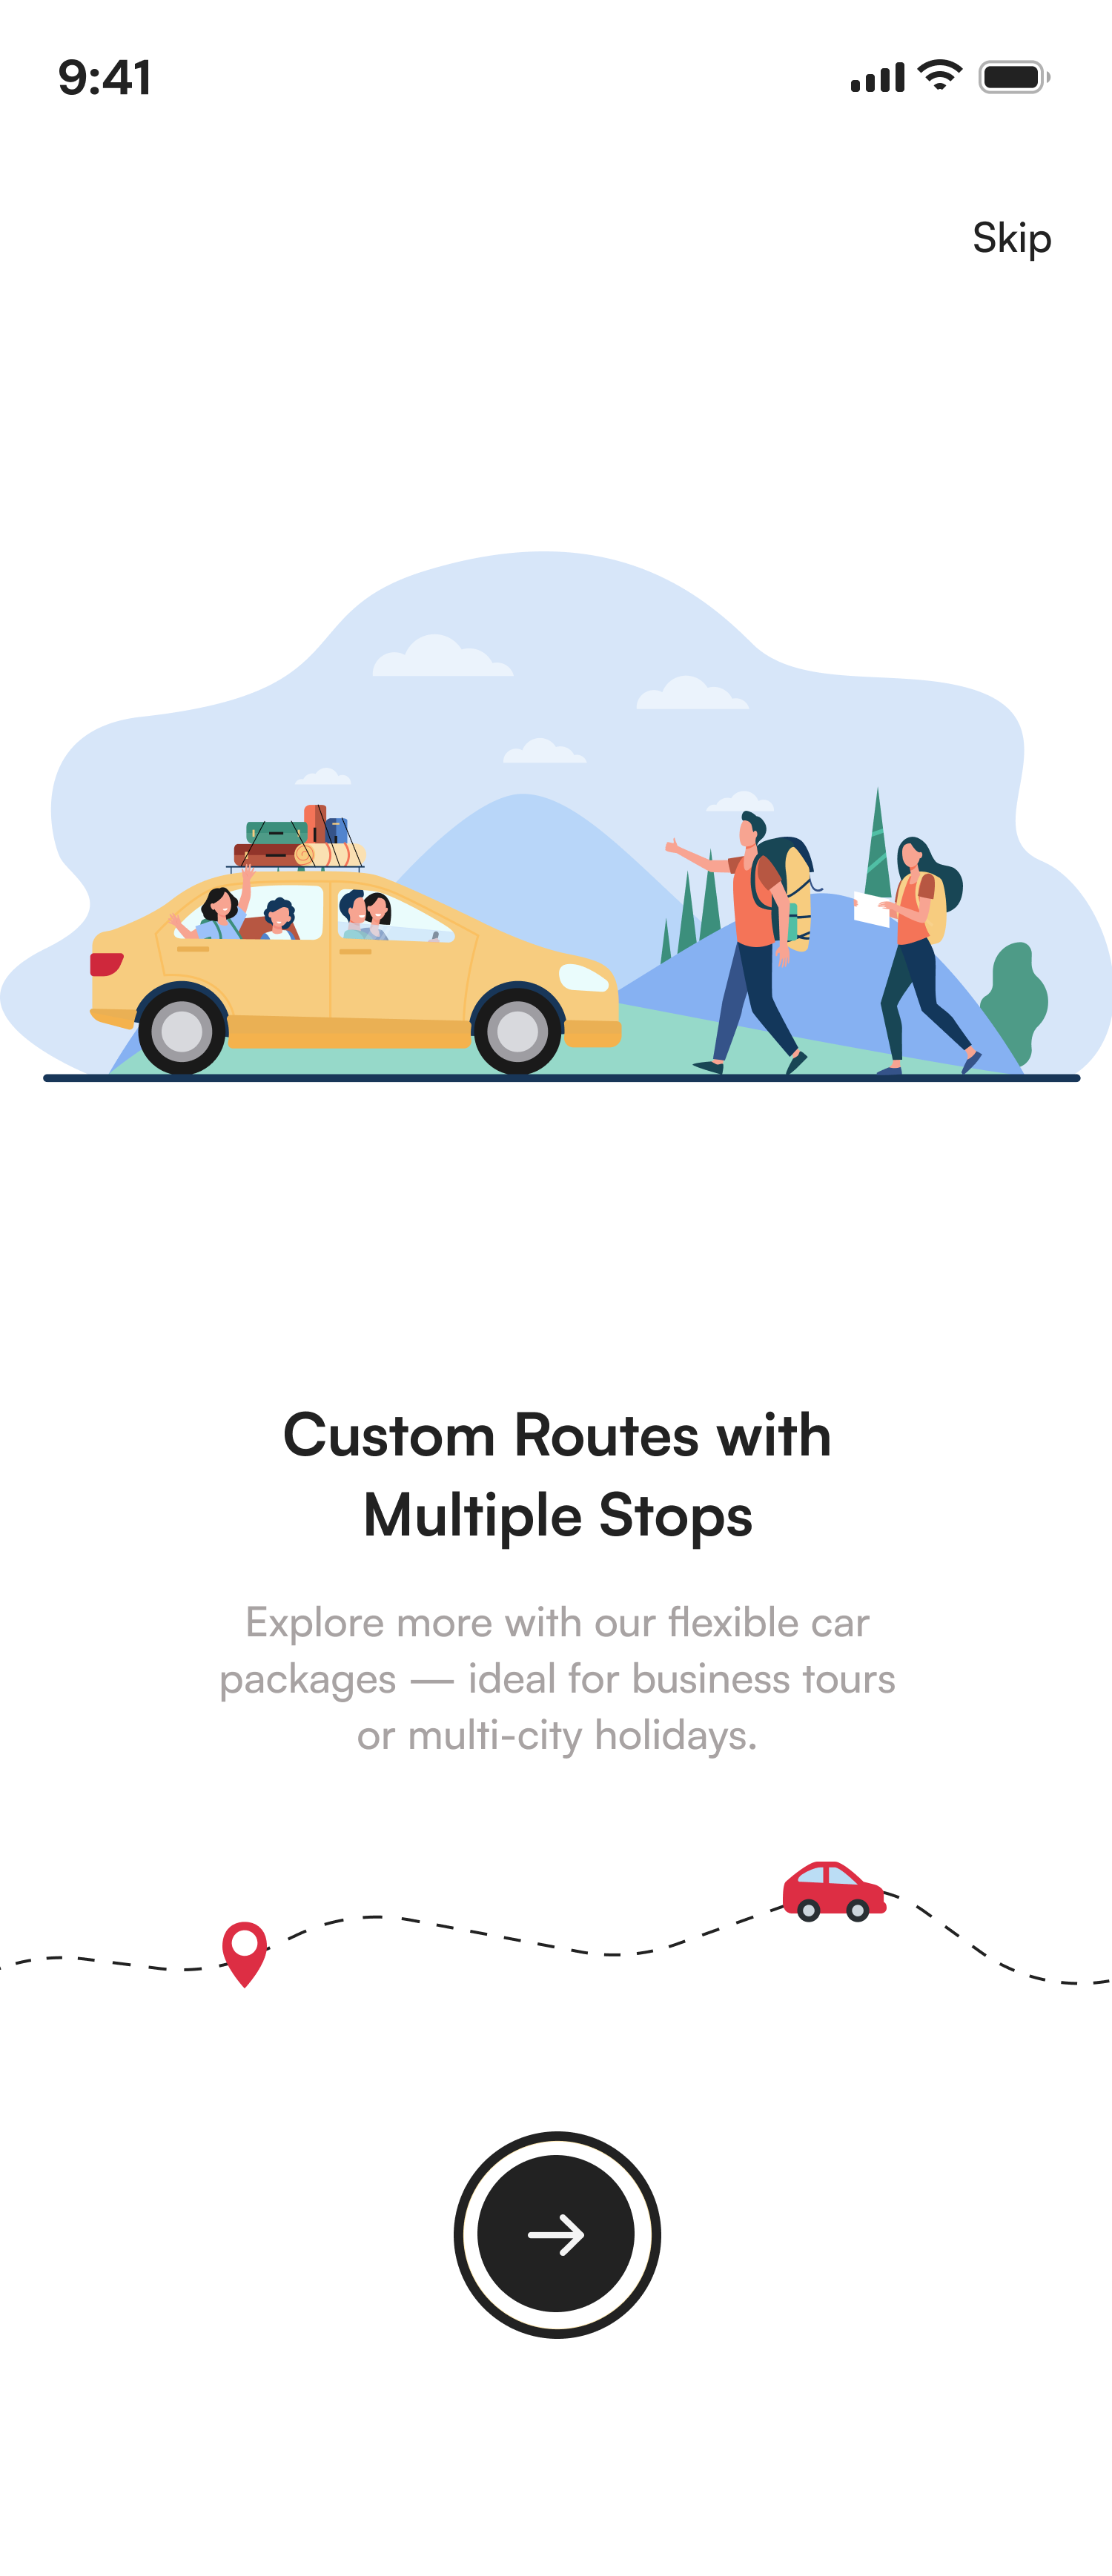 9:41
Skip
Custom Routes with
Multiple Stops
Explore more with our flexible car
packages — ideal for business tours
or multi-city holidays.